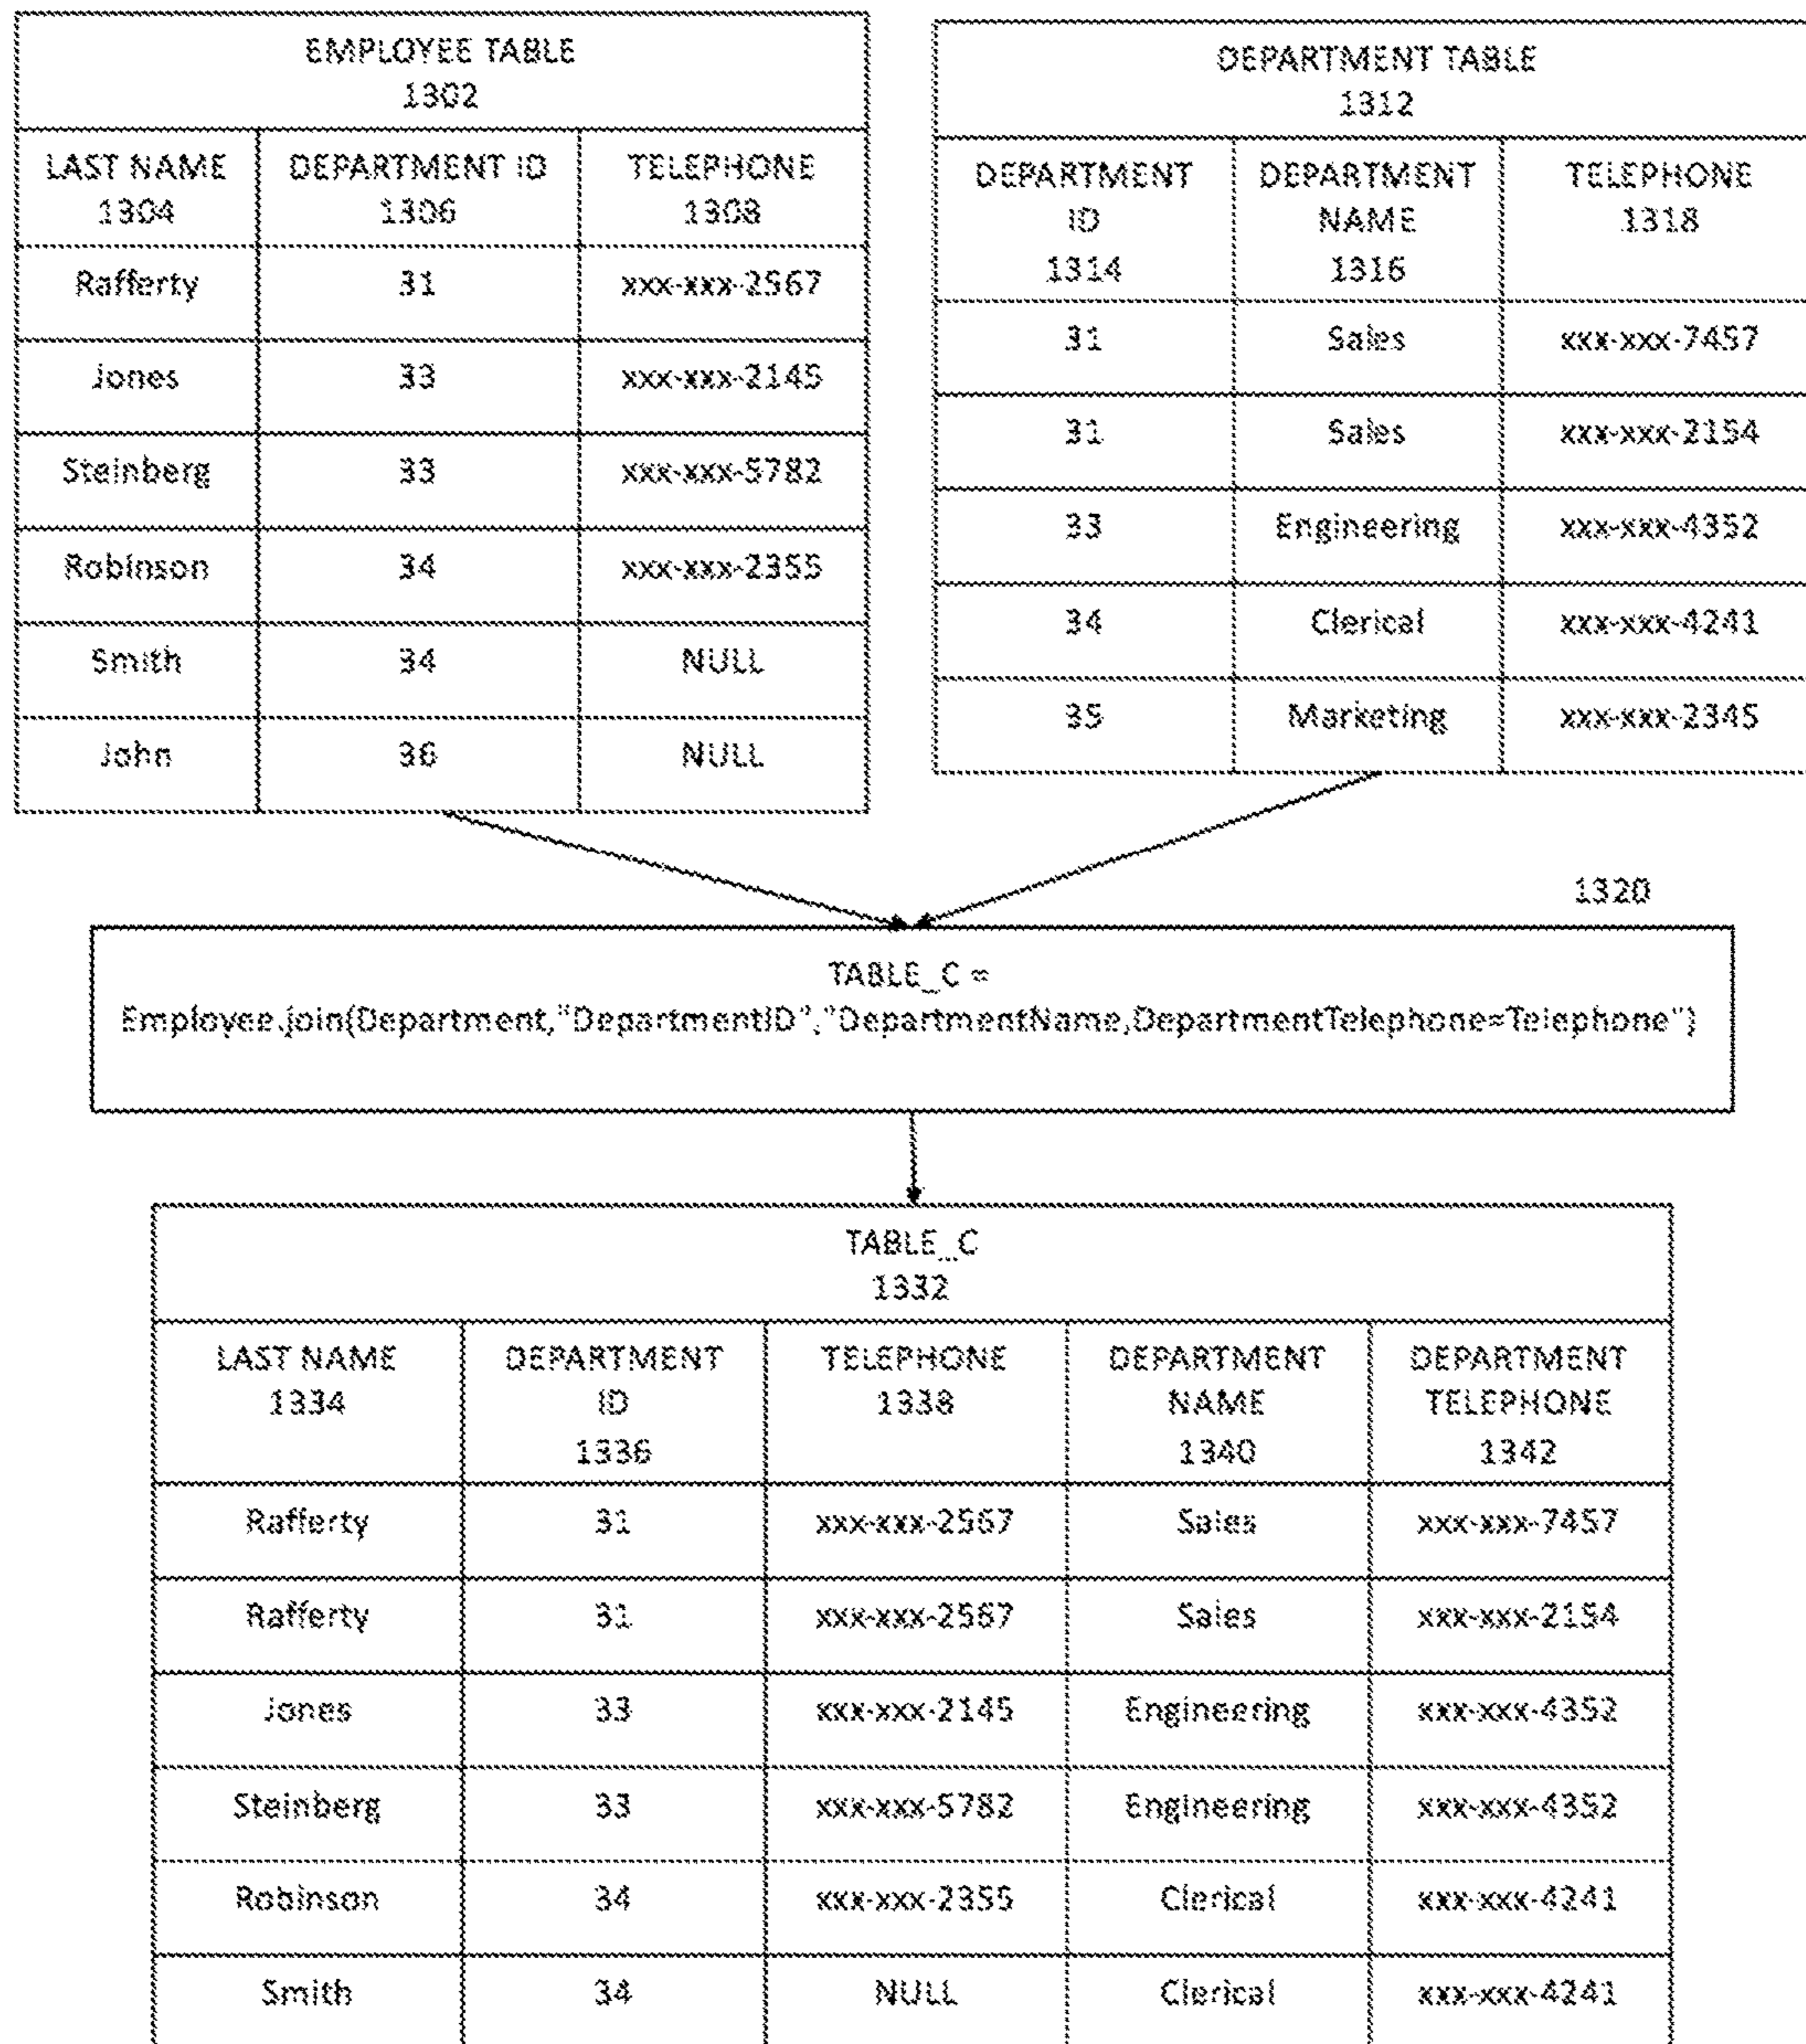 EMPLOYEE TABLE
1302
LAST NAME DEPARTMENT ID TELEPHONE
1304 1306 1308
Rafferty 31 xxx-xxx-2567
Jones 33 xxx-xxx-2145
Steinberg 33 xxx-xxx-5782
Robinson 34 xxx-xxx-2355
Smith 34 NULL
John 36 NULL
DEPARTMENT TABLE
1312
DEPARTMENT DEPARTMENT TELEPHONE
ID NAME 1318
1314 1316
31 Sales xxx-xxx-7457
31 Sales xxx-xxx-2154
33 Engineering xxx-xxx-4352
34 Clerical xxx-xxx-4241
35 Marketing xxx-xxx-2345
1320
TABLE_C =
Employee.join(Department,"DepartmentID","DepartmentName,DepartmentTelephone=Telephone")
TABLE_C
1332
LAST NAME DEPARTMENT TELEPHONE DEPARTMENT DEPARTMENT
1334 ID 1338 NAME TELEPHONE
1336 1340 1342
Rafferty 31 xxx-xxx-2567 Sales xxx-xxx-7457
Rafferty 31 xxx-xxx-2567 Sales xxx-xxx-2154
Jones 33 xxx-xxx-2145 Engineering xxx-xxx-4352
Steinberg 33 xxx-xxx-5782 Engineering xxx-xxx-4352
Robinson 34 xxx-xxx-2355 Clerical xxx-xxx-4241
Smith 34 NULL Clerical xxx-xxx-4241